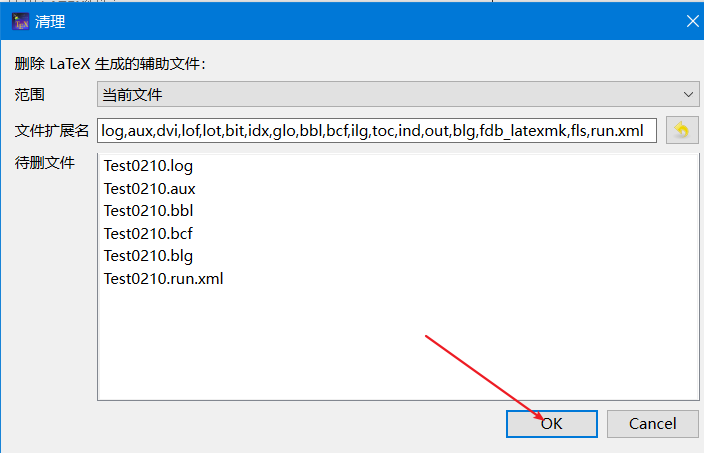 清理
删除 LaTeX 生成的辅助文件:
范围
当前文件
文件扩展名
log,aux,dvi,lof,lot,bit,idx,glo,bbl,bcf,ilg,toc,ind,out,blg,fdb_latexmk,fls,run.xml
待删文件
Test0210.log
Test0210.aux
Test0210.bbl
Test0210.bcf
Test0210.blg
Test0210.run.xml
OK
Cancel